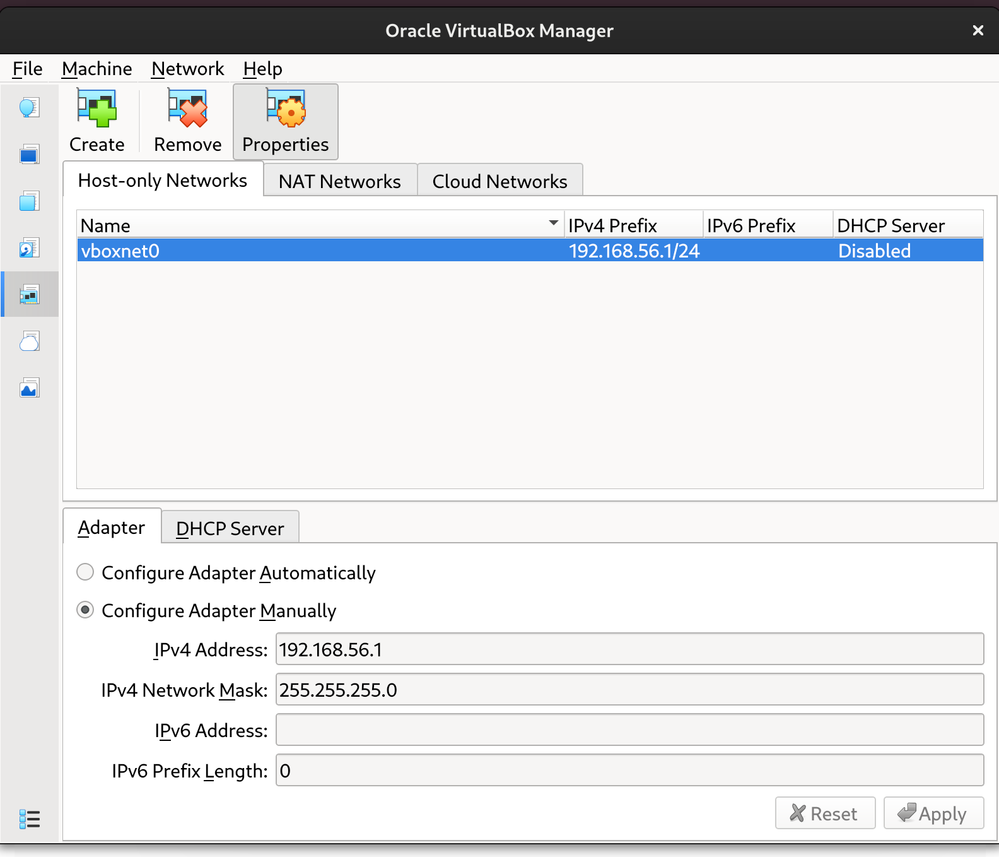 Oracle VirtualBox Manager
File Machine Network Help
Create Remove Properties
Host-only Networks NAT Networks Cloud Networks
Name IPv4 Prefix IPv6 Prefix DHCP Server
vboxnet0 192.168.56.1/24 Disabled
Adapter DHCP Server
Configure Adapter Automatically
Configure Adapter Manually
IPv4 Address: 192.168.56.1
IPv4 Network Mask: 255.255.255.0
IPv6 Address:
IPv6 Prefix Length: 0
Reset Apply